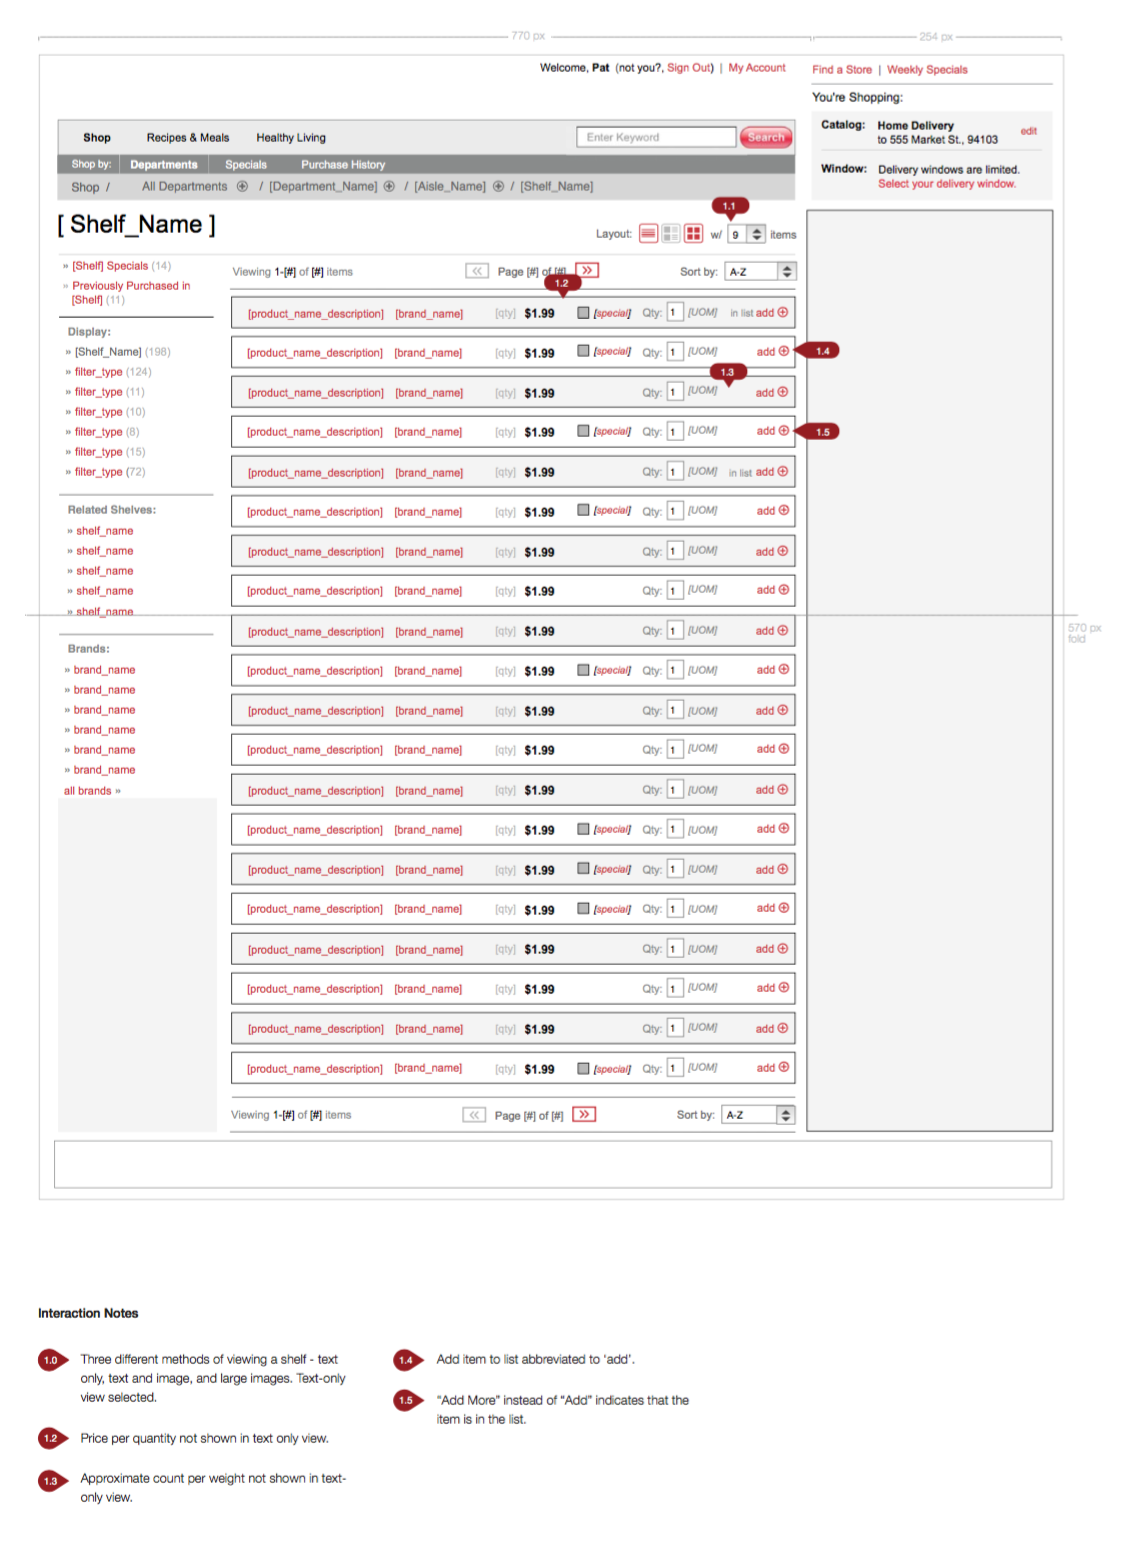 770 px
254 px
Welcome, Pat (not you?, Sign Out) | My Account
Find a Store | Weekly Specials
You're Shopping:
Catalog: Home Delivery
to 555 Market St., 94103
edit
Window: Delivery windows are limited.
Select your delivery window.
Shop Recipes & Meals Healthy Living
Enter Keyword
Search
Shop by: Departments Specials Purchase History
Shop / All Departments / [Department_Name] / [Aisle_Name] / [Shelf_Name]
[ Shelf_Name ]
1.1
Layout: w/ 9 items
» [Shelf] Specials (14)
» Previously Purchased in
[Shelf] (11)
Display:
» [Shelf_Name] (198)
» filter_type (124)
» filter_type (11)
» filter_type (10)
» filter_type (8)
» filter_type (15)
» filter_type (72)
Related Shelves:
» shelf_name
» shelf_name
» shelf_name
» shelf_name
» shelf_name
Brands:
» brand_name
» brand_name
» brand_name
» brand_name
» brand_name
» brand_name
all brands »
Viewing 1-[#] of [#] items << Page [#] of [#] >> Sort by: A-Z
1.2
[product_name_description] [brand_name] [qty] $1.99 [special] Qty: 1 [UOM] in list add
[product_name_description] [brand_name] [qty] $1.99 [special] Qty: 1 [UOM] add
1.4
1.3
[product_name_description] [brand_name] [qty] $1.99 Qty: 1 [UOM] add
[product_name_description] [brand_name] [qty] $1.99 [special] Qty: 1 [UOM] add
1.5
[product_name_description] [brand_name] [qty] $1.99 Qty: 1 [UOM] in list add
[product_name_description] [brand_name] [qty] $1.99 [special] Qty: 1 [UOM] add
[product_name_description] [brand_name] [qty] $1.99 Qty: 1 [UOM] add
[product_name_description] [brand_name] [qty] $1.99 Qty: 1 [UOM] add
570 px
fold
[product_name_description] [brand_name] [qty] $1.99 Qty: 1 [UOM] add
[product_name_description] [brand_name] [qty] $1.99 [special] Qty: 1 [UOM] add
[product_name_description] [brand_name] [qty] $1.99 Qty: 1 [UOM] add
[product_name_description] [brand_name] [qty] $1.99 Qty: 1 [UOM] add
[product_name_description] [brand_name] [qty] $1.99 Qty: 1 [UOM] add
[product_name_description] [brand_name] [qty] $1.99 [special] Qty: 1 [UOM] add
[product_name_description] [brand_name] [qty] $1.99 [special] Qty: 1 [UOM] add
[product_name_description] [brand_name] [qty] $1.99 [special] Qty: 1 [UOM] add
[product_name_description] [brand_name] [qty] $1.99 Qty: 1 [UOM] add
[product_name_description] [brand_name] [qty] $1.99 Qty: 1 [UOM] add
[product_name_description] [brand_name] [qty] $1.99 Qty: 1 [UOM] add
[product_name_description] [brand_name] [qty] $1.99 [special] Qty: 1 [UOM] add
Viewing 1-[#] of [#] items << Page [#] of [#] >> Sort by: A-Z
Interaction Notes
1.0 Three different methods of viewing a shelf - text
only, text and image, and large images. Text-only
view selected.
1.2 Price per quantity not shown in text only view.
1.3 Approximate count per weight not shown in text-
only view.
1.4 Add item to list abbreviated to 'add'.
1.5 "Add More" instead of "Add" indicates that the
item is in the list.